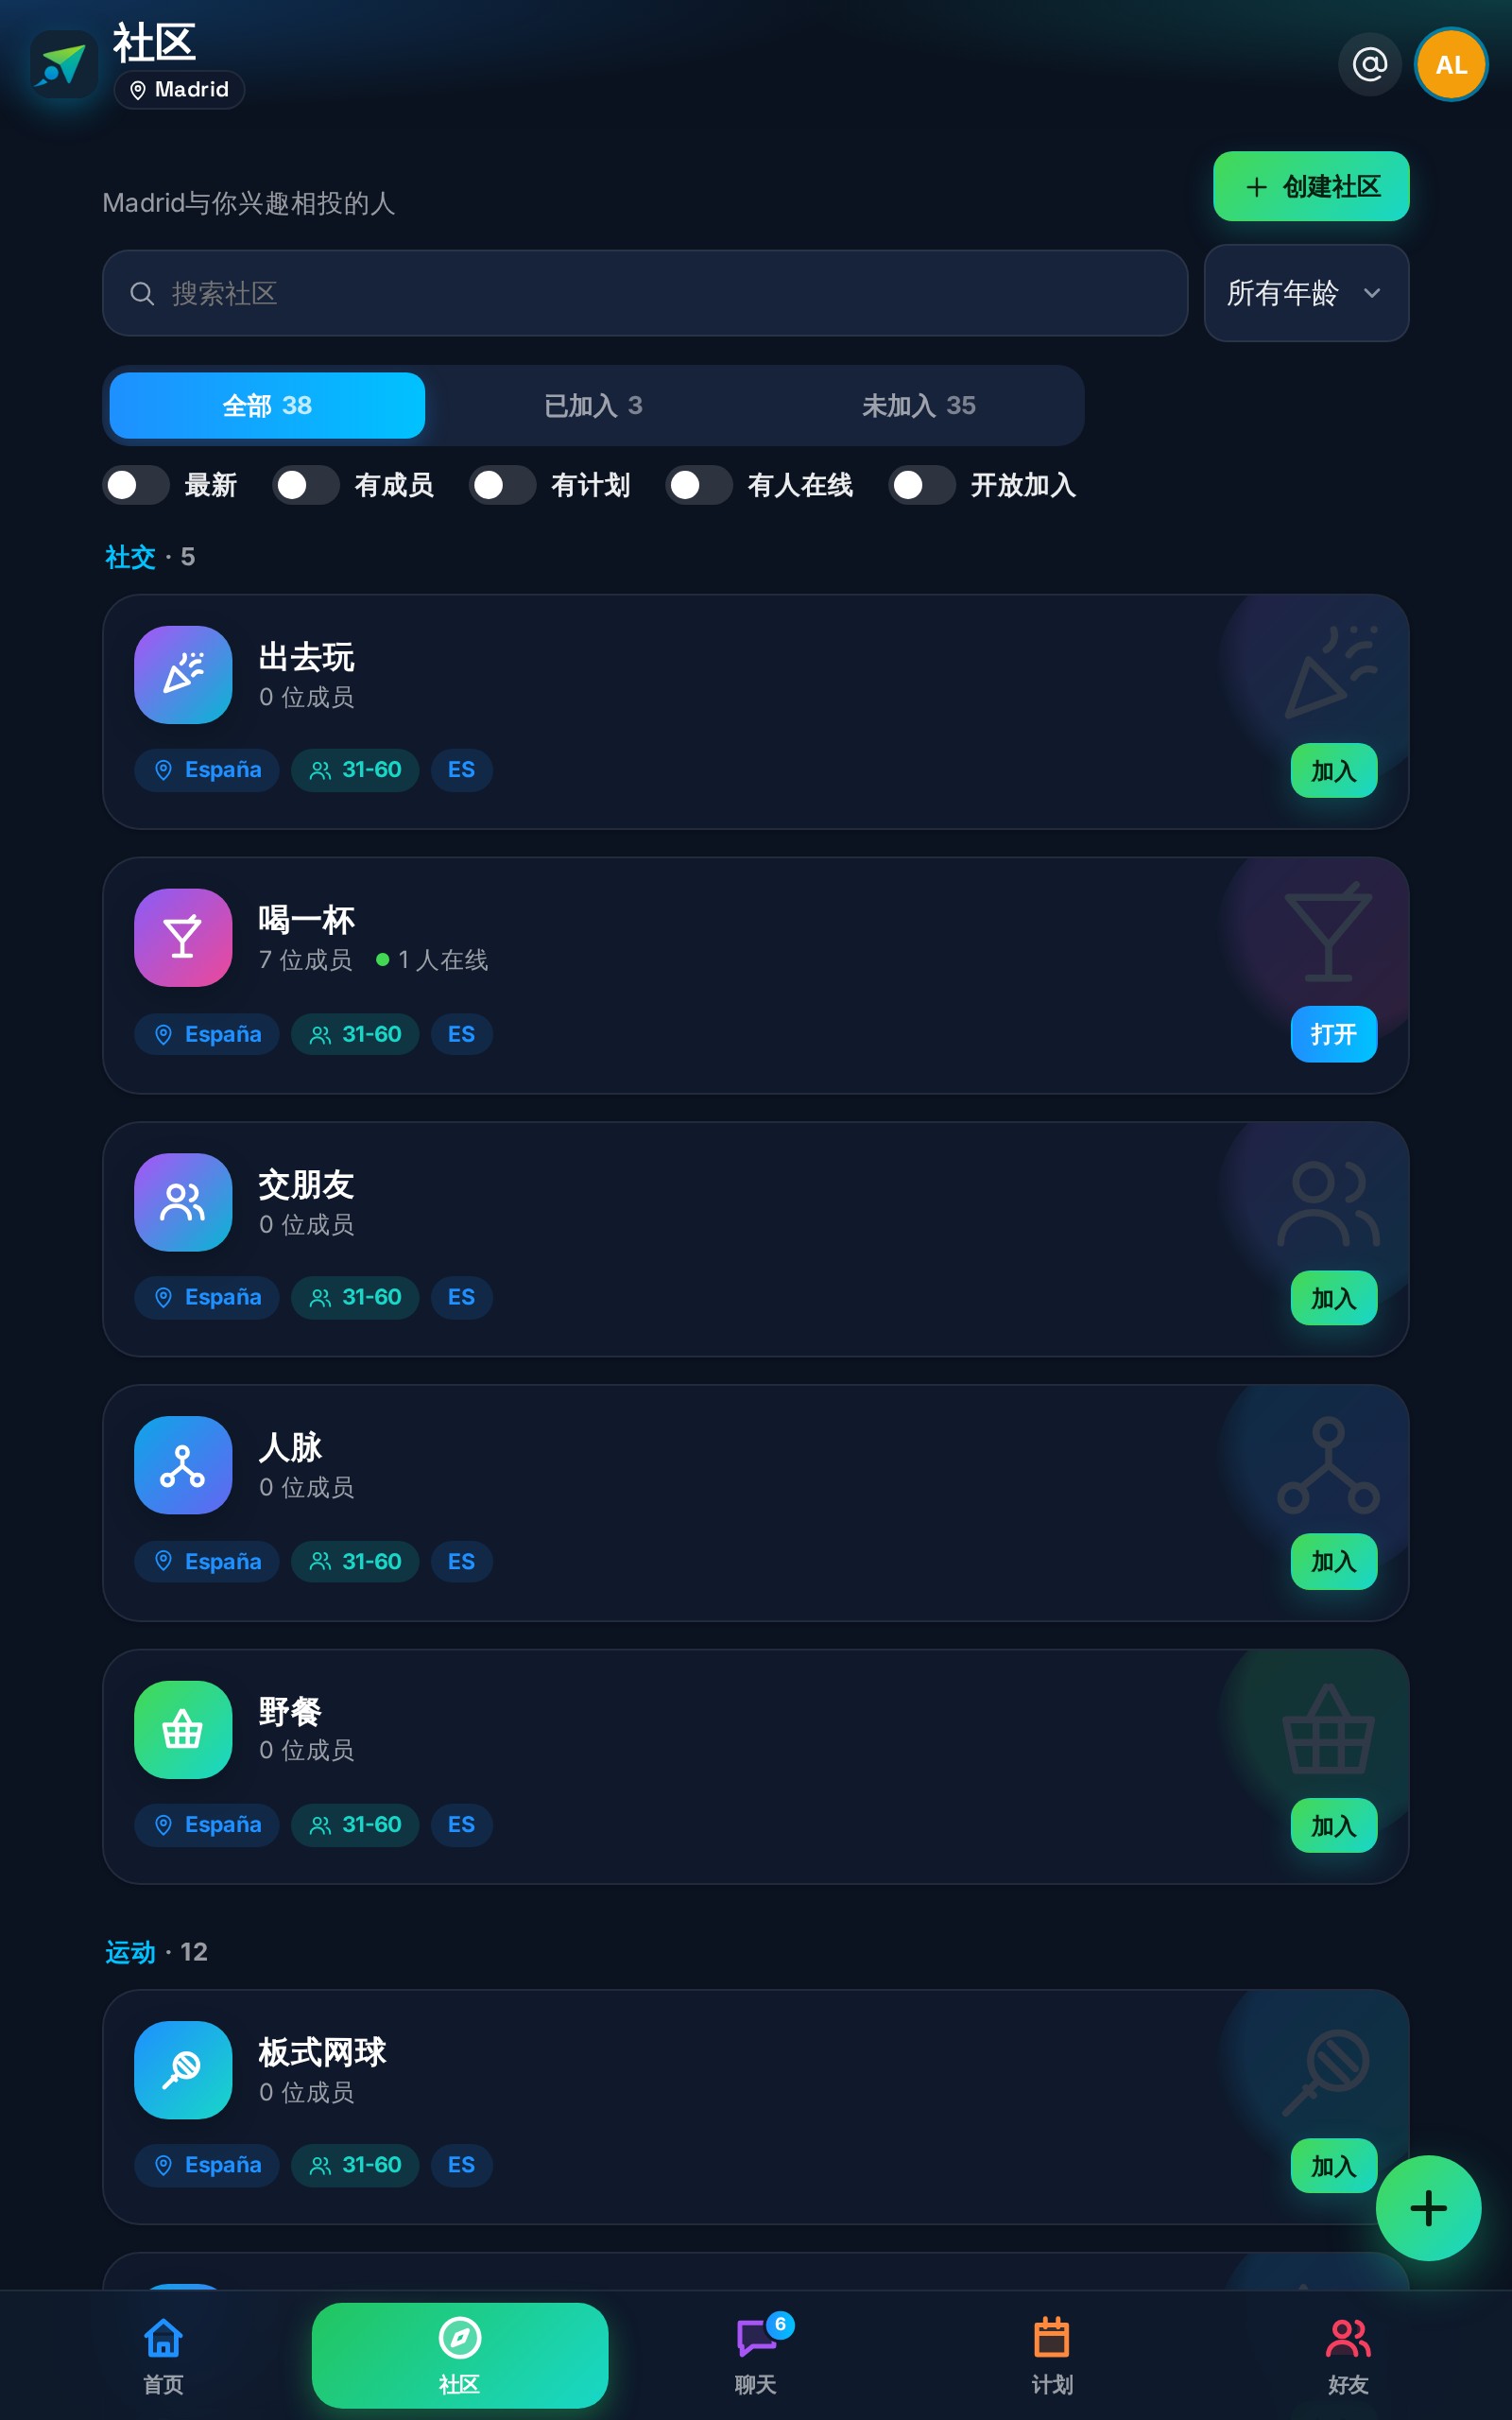 社区
Madrid
AL
Madrid与你兴趣相投的人
创建社区
搜索社区
所有年龄
全部 38
已加入 3
未加入 35
最新
有成员
有计划
有人在线
开放加入
社交 · 5
出去玩
0 位成员
España
31-60
ES
加入
喝一杯
7 位成员
1 人在线
España
31-60
ES
打开
交朋友
0 位成员
España
31-60
ES
加入
人脉
0 位成员
España
31-60
ES
加入
野餐
0 位成员
España
31-60
ES
加入
运动 · 12
板式网球
0 位成员
España
31-60
ES
加入
首页
社区
6
聊天
计划
好友